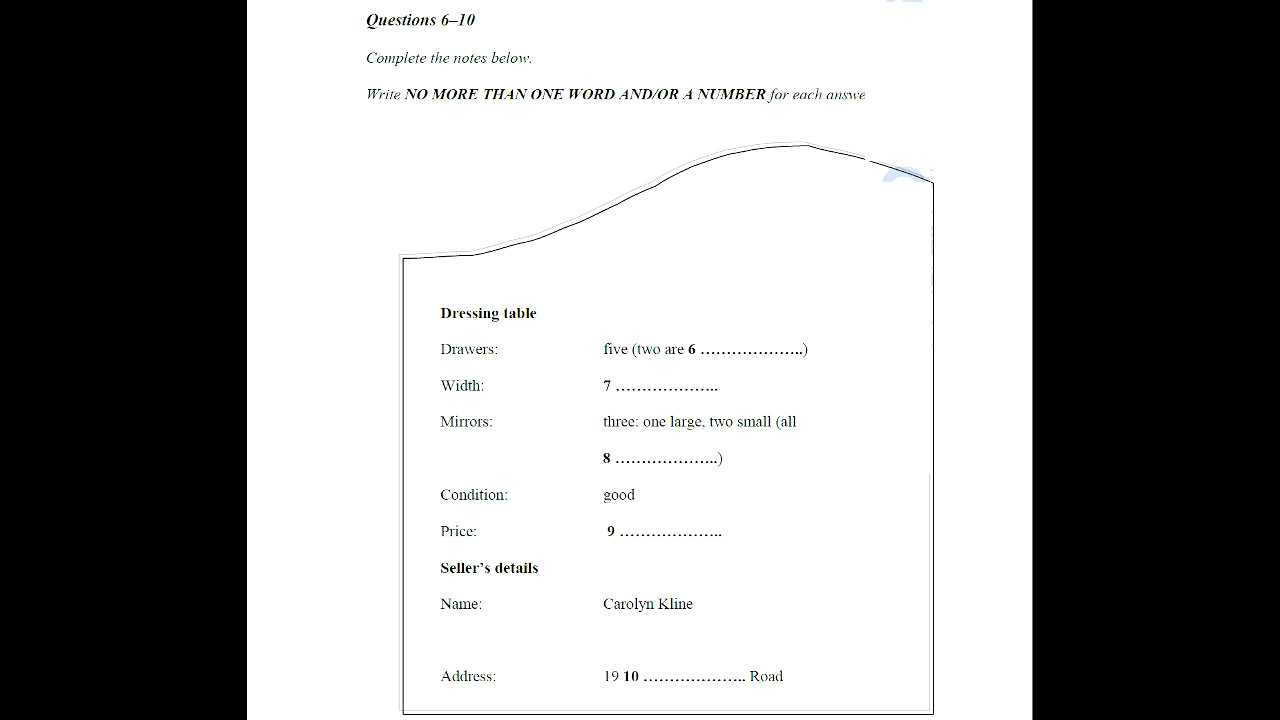 Questions 6–10
Complete the notes below.
Write NO MORE THAN ONE WORD AND/OR A NUMBER for each answe
Dressing table
Drawers: five (two are 6 ………………..)
Width: 7 ………………..
Mirrors: three: one large, two small (all
8 ………………..)
Condition: good
Price: 9 ………………..
Seller’s details
Name: Carolyn Kline
Address: 19 10 ……………….. Road